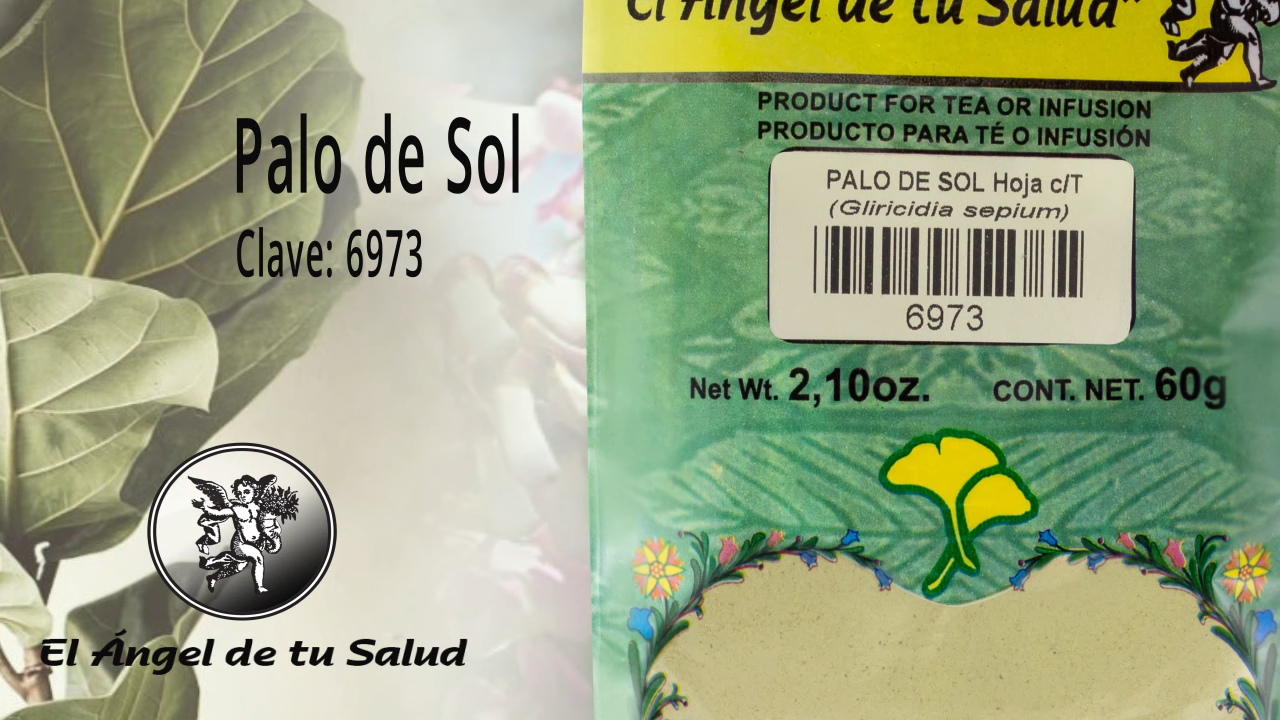 Palo de Sol
Clave: 6973
El Ángel de tu Salud
El Ángel de tu Salud"
PRODUCT FOR TEA OR INFUSION
PRODUCTO PARA TÉ O INFUSIÓN
PALO DE SOL Hoja c/T
(Gliricidia sepium)
6973
Net Wt. 2,10oz. CONT. NET. 60g